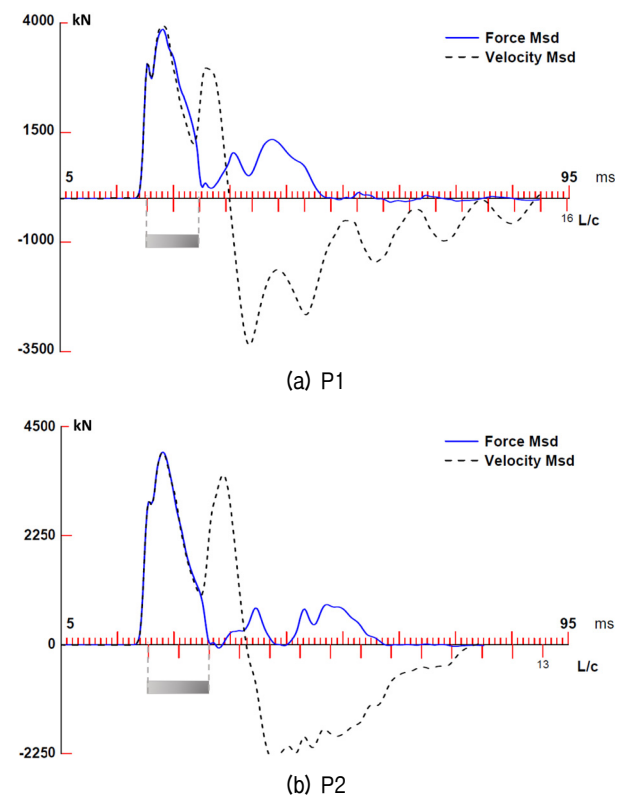 4000 kN
Force Msd
Velocity Msd
1500
5 95 ms
16 L/c
-1000
-3500
(a) P1
4500 kN
Force Msd
Velocity Msd
2250
5 95 ms
0
13 L/c
-2250
(b) P2